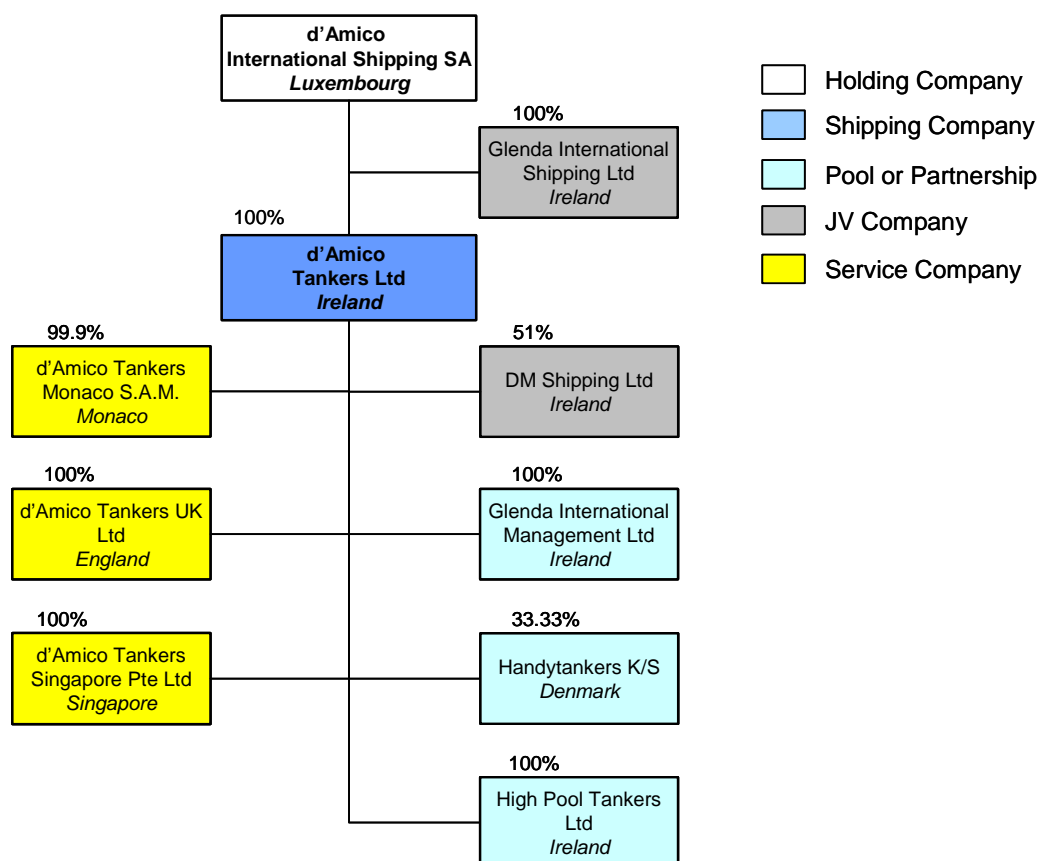 d'Amico
International Shipping SA
Luxembourg
100%
Glenda International
Shipping Ltd
Ireland
100%
d'Amico
Tankers Ltd
Ireland
99.9%
d'Amico Tankers
Monaco S.A.M.
Monaco
51%
DM Shipping Ltd
Ireland
100%
d'Amico Tankers UK
Ltd
England
100%
Glenda International
Management Ltd
Ireland
100%
d'Amico Tankers
Singapore Pte Ltd
Singapore
33.33%
Handytankers K/S
Denmark
100%
High Pool Tankers
Ltd
Ireland
Holding Company
Shipping Company
Pool or Partnership
JV Company
Service Company